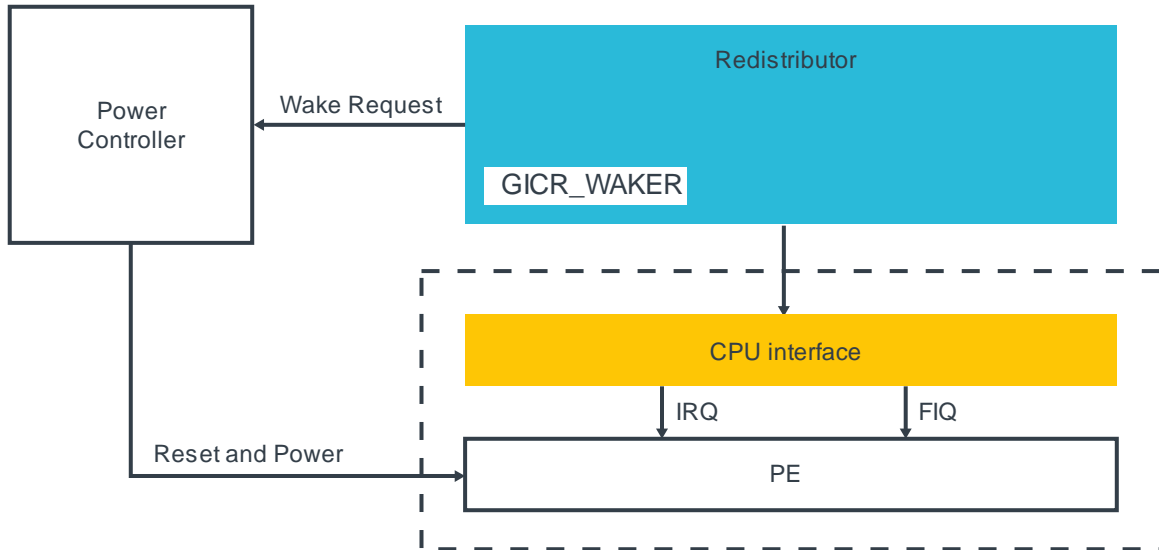 Redistributor
Power
Controller
Wake Request
GICR_WAKER
CPU interface
IRQ
FIQ
Reset and Power
PE